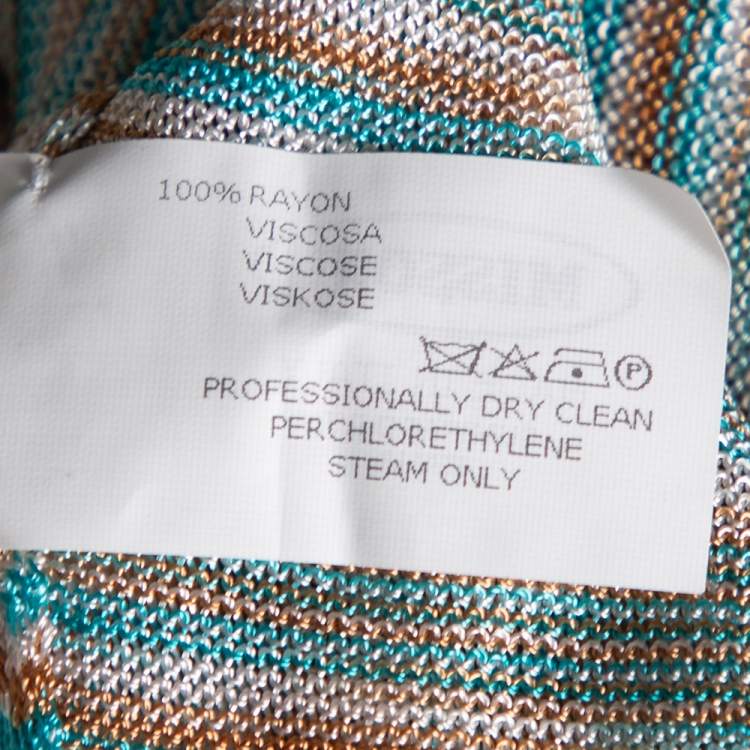 100% RAYON
VISCOSA
VISCOSE
VISKOSE
P
PROFESSIONALLY DRY CLEAN
PERCHLORETHYLENE
STEAM ONLY